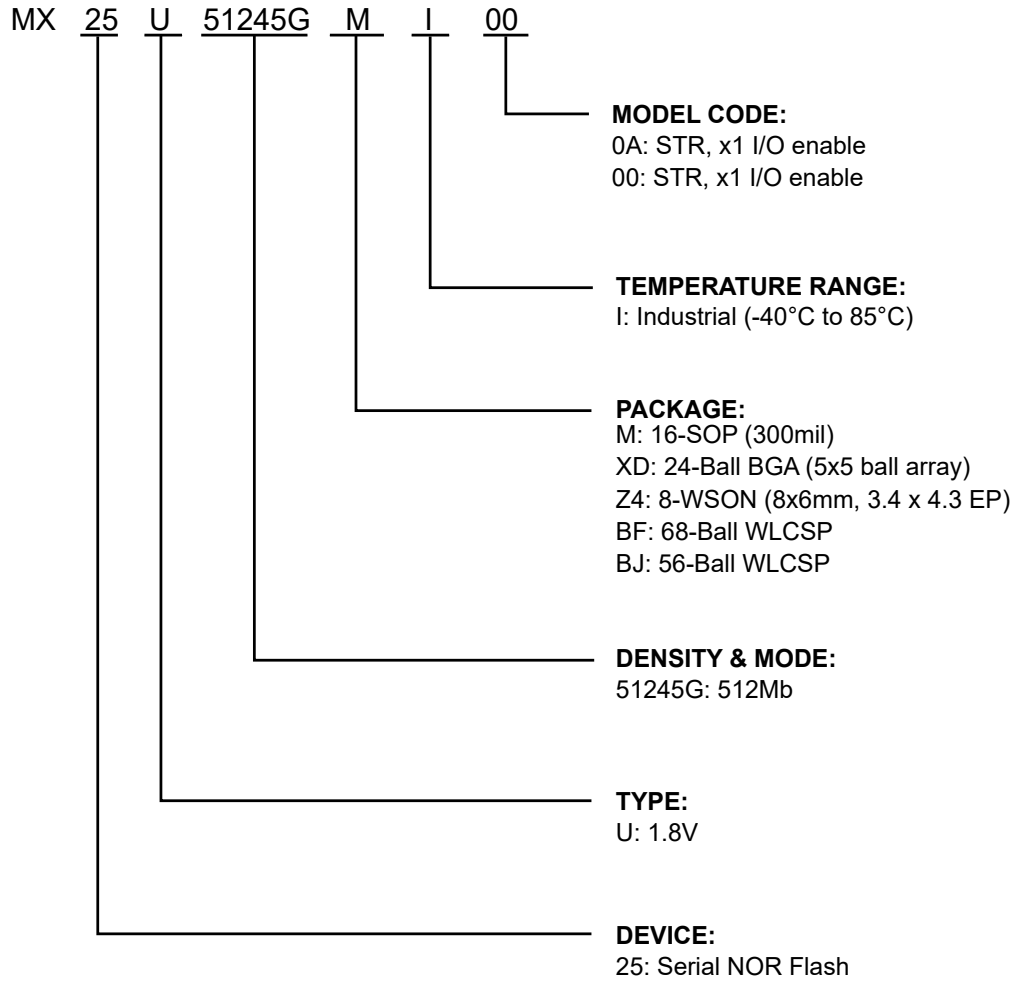 MX 25 U 51245G M I 00
MODEL CODE:
0A: STR, x1 I/O enable
00: STR, x1 I/O enable
TEMPERATURE RANGE:
I: Industrial (-40°C to 85°C)
PACKAGE:
M: 16-SOP (300mil)
XD: 24-Ball BGA (5x5 ball array)
Z4: 8-WSON (8x6mm, 3.4 x 4.3 EP)
BF: 68-Ball WLCSP
BJ: 56-Ball WLCSP
DENSITY & MODE:
51245G: 512Mb
TYPE:
U: 1.8V
DEVICE:
25: Serial NOR Flash